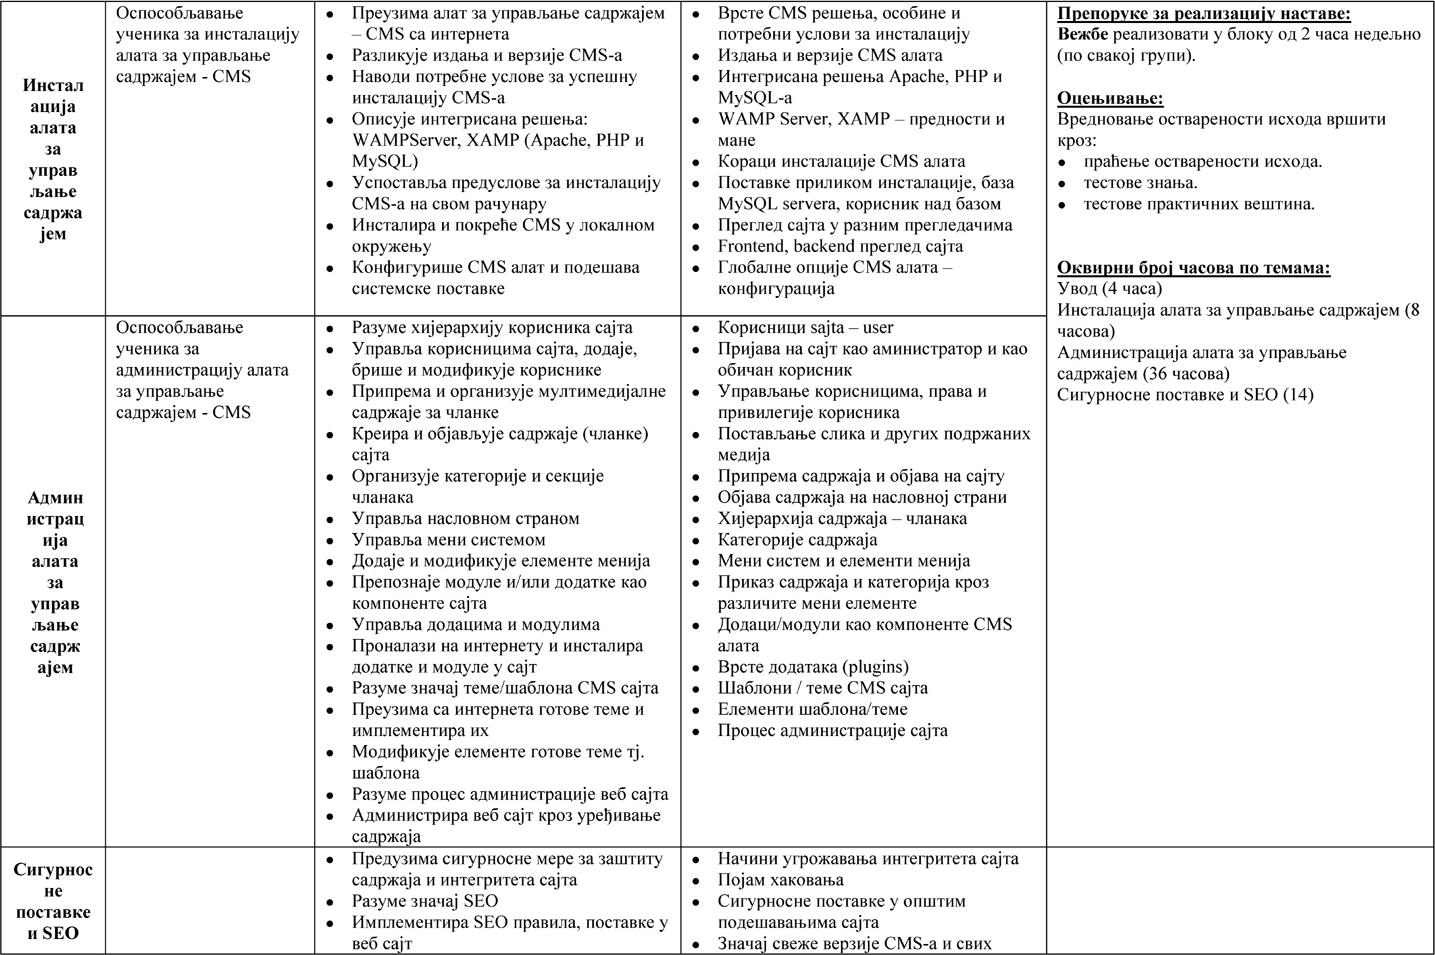 Инстал
ација
алата
за
управ
љање
садржа
јем
Оспособљавање
ученика за инсталацију
алата за управљање
садржајем - CMS
● Преузима алат за управљање садржајем
– CMS са интернета
● Разликује издања и верзије CMS-а
● Наводи потребне услове за успешну
инсталацију CMS-а
● Описује интегрисана решења:
WAMPServer, XAMP (Apache, PHP и
MySQL)
● Успоставља предуслове за инсталацију
CMS-а на свом рачунару
● Инсталира и покреће CMS у локалном
окружењу
● Конфигурише CMS алат и подешава
системске поставке
● Врсте CMS решења, особине и
потребни услови за инсталацију
● Издања и верзије CMS алата
● Интегрисана решења Apache, PHP и
MySQL-а
● WAMP Server, XAMP – предности и
мане
● Кораци инсталације CMS алата
● Поставке приликом инсталације, база
MySQL servera, корисник над базом
● Преглед сајта у разним прегледачима
● Frontend, backend преглед сајта
● Глобалне опције CMS алата –
конфигурација
Препоруке за реализацију наставе:
Вежбе реализовати у блоку од 2 часа недељно
(по свакој групи).
Оцењивање:
Вредновање остварености исхода вршити
кроз:
● праћење остварености исхода.
● тестове знања.
● тестове практичних вештина.
Оквирни број часова по темама:
Увод (4 часа)
Инсталација алата за управљање садржајем (8
часова)
Администрација алата за управљање
садржајем (36 часова)
Сигурносне поставке и SEO (14)
Админ
истрац
ија
алата
за
управ
љање
садрж
ајем
Оспособљавање
ученика за
администрацију алата
за управљање
садржајем - CMS
● Разуме хијерархију корисника сајта
● Управља корисницима сајта, додаје,
брише и модификује кориснике
● Припрема и организује мултимедијалне
садржаје за чланке
● Креира и објављује садржаје (чланке)
сајта
● Организује категорије и секције
чланака
● Управља насловном страном
● Управља мени системом
● Додаје и модификује елементе менија
● Препознаје модуле и/или додатке као
компоненте сајта
● Управља додацима и модулима
● Проналази на интернету и инсталира
додатке и модуле у сајт
● Разуме значај теме/шаблона CMS сајта
● Преузима са интернета готове теме и
имплементира их
● Модификује елементе готове теме тј.
шаблона
● Разуме процес администрације веб сајта
● Администрира веб сајт кроз уређивање
садржаја
● Корисници sajta – user
● Пријава на сајт као аминистратор и као
обичан корисник
● Управљање корисницима, права и
привилегије корисника
● Постављање слика и других подржаних
медија
● Припрема садржаја и објава на сајту
● Објава садржаја на насловној страни
● Хијерархија садржаја – чланака
● Категорије садржаја
● Мени систем и елементи менија
● Приказ садржаја и категорија кроз
различите мени елементе
● Додаци/модули као компоненте CMS
алата
● Врсте додатака (plugins)
● Шаблони / теме CMS сајта
● Елементи шаблона/теме
● Процес администрације сајта
Сигурнос
не
поставке
и SEO
● Предузима сигурносне мере за заштиту
садржаја и интегритета сајта
● Разуме значај SEO
● Имплементира SEO правила, поставке у
веб сајт
● Начини угрожавања интегритета сајта
● Појам хаковања
● Сигурносне поставке у општим
подешавањима сајта
● Значај свеже верзије CMS-а и свих